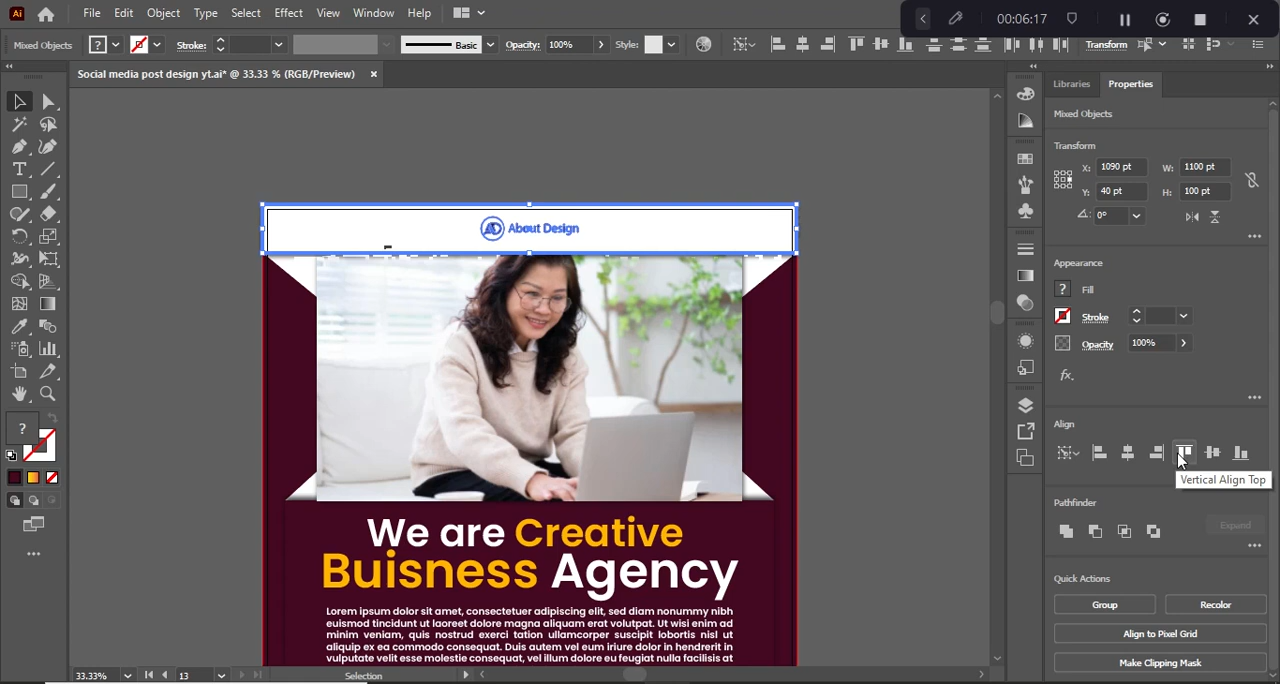 Ai File Edit Object Type Select Effect View Window Help
00:06:17
Mixed Objects ? Stroke: Basic Opacity: 100% Style: Transform
Social media post design yt.ai* @ 33.33 % (RGB/Preview) ×
Libraries Properties
Mixed Objects
Transform
X: 1090 pt W: 1100 pt
Y: 40 pt H: 100 pt
0°
Appearance
? Fill
Stroke
Opacity 100%
fx.
Align
Vertical Align Top
Pathfinder
Expand
Quick Actions
Group Recolor
Align to Pixel Grid
Make Clipping Mask
AD About Design
We are Creative
Buisness Agency
Lorem ipsum dolor sit amet, consectetuer adipiscing elit, sed diam nonummy nibh
euismod tincidunt ut laoreet dolore magna aliquam erat volutpat. Ut wisi enim ad
minim veniam, quis nostrud exerci tation ullamcorper suscipit lobortis nisl ut
aliquip ex ea commodo consequat. Duis autem vel eum iriure dolor in hendrerit in
vulputate velit esse molestie consequat, vel illum dolore eu feugiat nulla facilisis at
?
33.33% 13 Selection